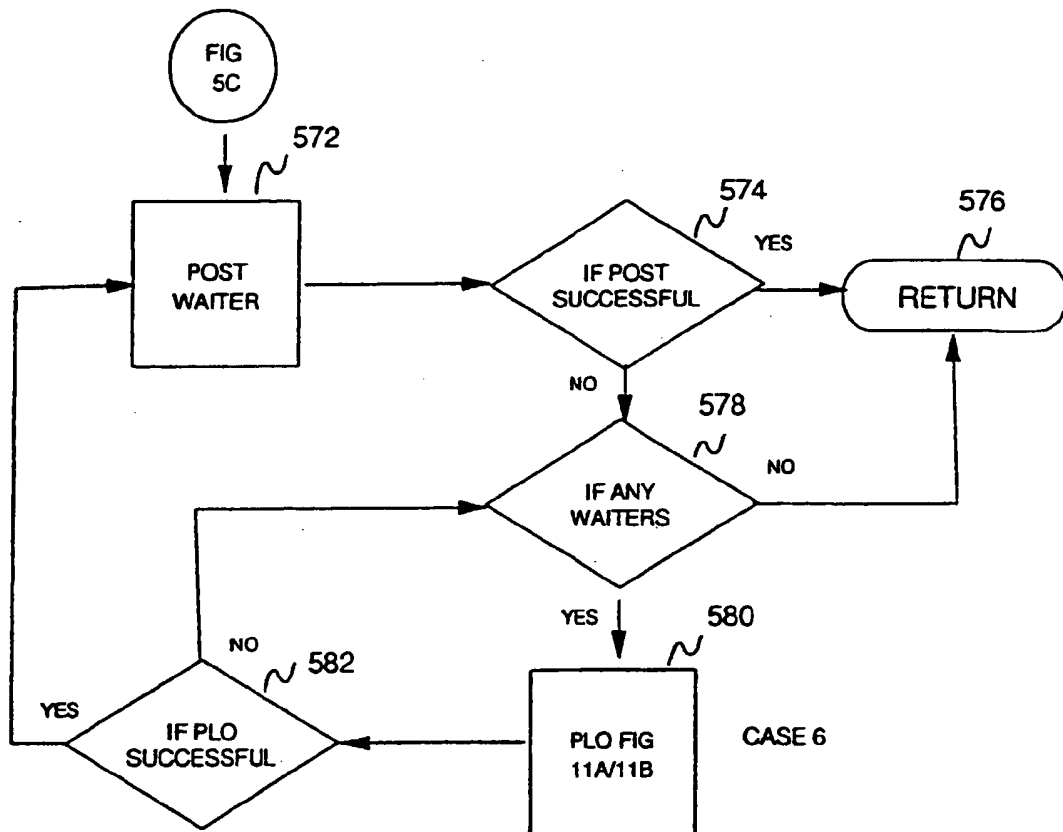 FIG
5C
572
POST
WAITER
574
IF POST
SUCCESSFUL
YES
576
RETURN
NO
578
IF ANY
WAITERS
NO
YES
580
PLO FIG
11A/11B
CASE 6
582
IF PLO
SUCCESSFUL
NO
YES